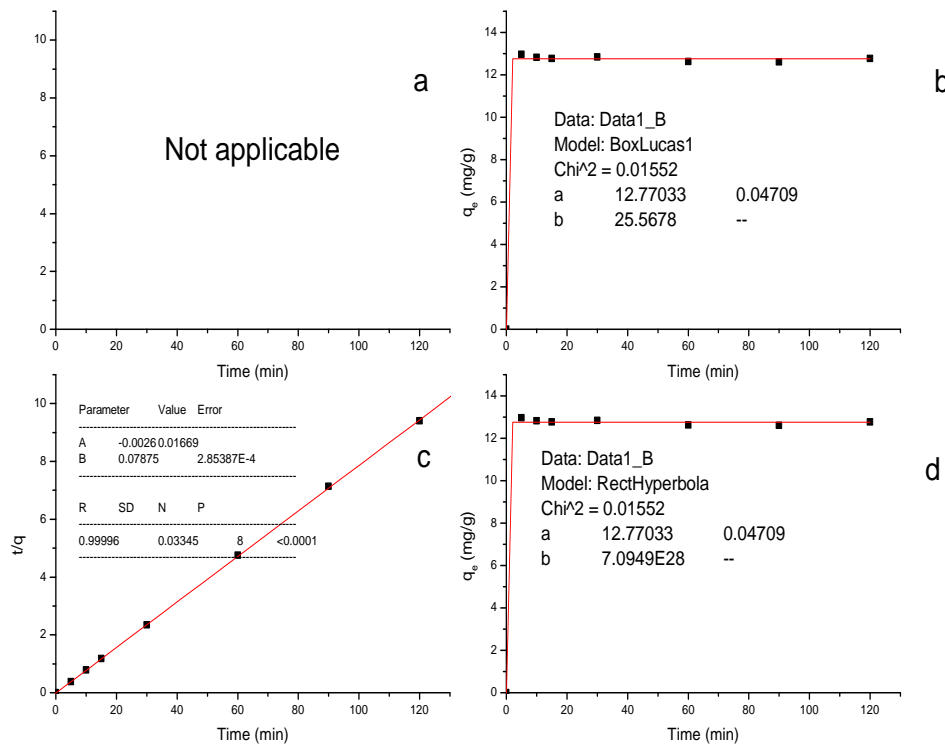 10
8
6
4
2
0
a
Not applicable
0 20 40 60 80 100 120
Time (min)
14
12
10
8
6
4
2
0
qe (mg/g)
b
Data: Data1_B
Model: BoxLucas1
Chi^2 = 0.01552
a 12.77033 0.04709
b 25.5678 --
0 20 40 60 80 100 120
Time (min)
10
8
6
4
2
0
t/q
c
Parameter Value Error
A -0.0026 0.01669
B 0.07875 2.85387E-4
R SD N P
0.99996 0.03345 8 <0.0001
0 20 40 60 80 100 120
Time (min)
14
12
10
8
6
4
2
0
qe (mg/g)
d
Data: Data1_B
Model: RectHyperbola
Chi^2 = 0.01552
a 12.77033 0.04709
b 7.0949E28 --
0 20 40 60 80 100 120
Time (min)